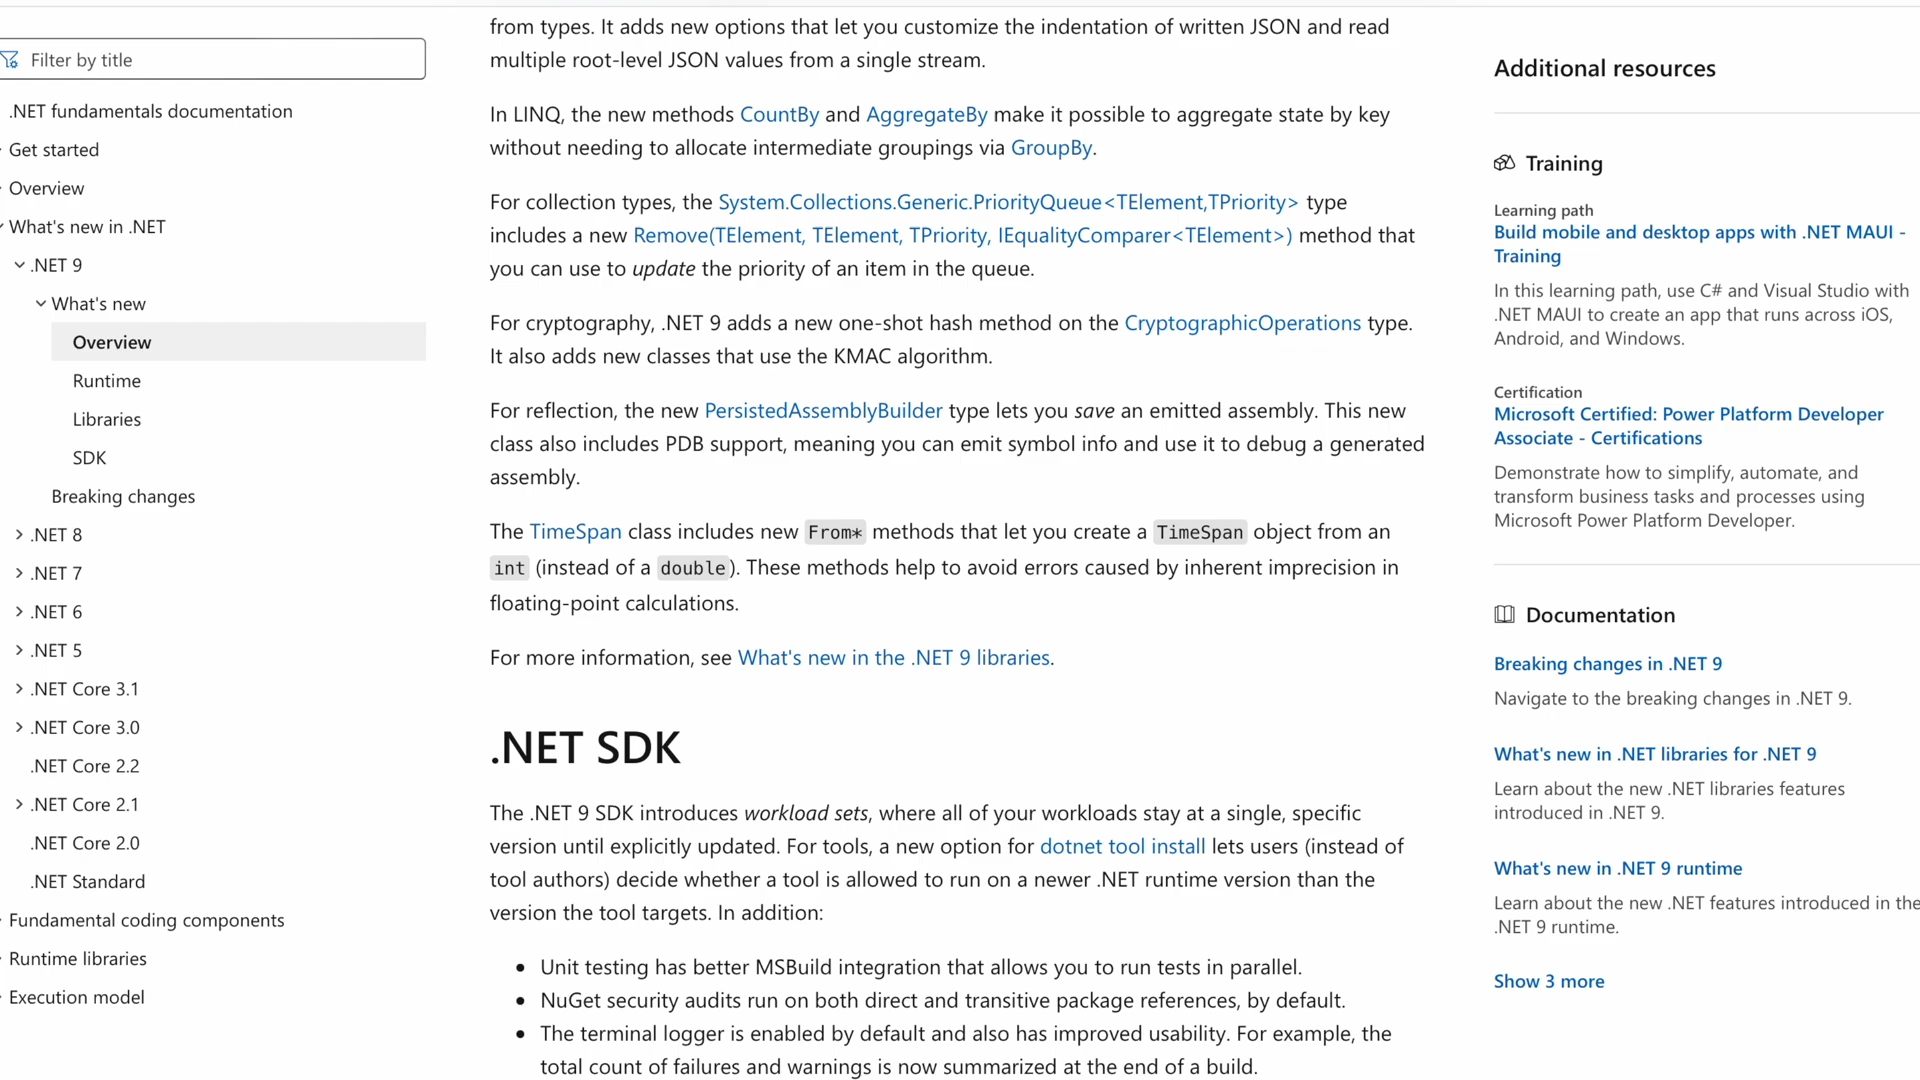 Filter by title
.NET fundamentals documentation
Get started
Overview
What's new in .NET
.NET 9
What's new
Overview
Runtime
Libraries
SDK
Breaking changes
.NET 8
.NET 7
.NET 6
.NET 5
.NET Core 3.1
.NET Core 3.0
.NET Core 2.2
.NET Core 2.1
.NET Core 2.0
.NET Standard
Fundamental coding components
Runtime libraries
Execution model
from types. It adds new options that let you customize the indentation of written JSON and read
multiple root-level JSON values from a single stream.
In LINQ, the new methods CountBy and AggregateBy make it possible to aggregate state by key
without needing to allocate intermediate groupings via GroupBy.
For collection types, the System.Collections.Generic.PriorityQueue<TElement,TPriority> type
includes a new Remove(TElement, TElement, TPriority, IEqualityComparer<TElement>) method that
you can use to update the priority of an item in the queue.
For cryptography, .NET 9 adds a new one-shot hash method on the CryptographicOperations type.
It also adds new classes that use the KMAC algorithm.
For reflection, the new PersistedAssemblyBuilder type lets you save an emitted assembly. This new
class also includes PDB support, meaning you can emit symbol info and use it to debug a generated
assembly.
The TimeSpan class includes new From* methods that let you create a TimeSpan object from an
int (instead of a double). These methods help to avoid errors caused by inherent imprecision in
floating-point calculations.
For more information, see What's new in the .NET 9 libraries.
.NET SDK
The .NET 9 SDK introduces workload sets, where all of your workloads stay at a single, specific
version until explicitly updated. For tools, a new option for dotnet tool install lets users (instead of
tool authors) decide whether a tool is allowed to run on a newer .NET runtime version than the
version the tool targets. In addition:
• Unit testing has better MSBuild integration that allows you to run tests in parallel.
• NuGet security audits run on both direct and transitive package references, by default.
• The terminal logger is enabled by default and also has improved usability. For example, the
total count of failures and warnings is now summarized at the end of a build.
Additional resources
Training
Learning path
Build mobile and desktop apps with .NET MAUI -
Training
In this learning path, use C# and Visual Studio with
.NET MAUI to create an app that runs across iOS,
Android, and Windows.
Certification
Microsoft Certified: Power Platform Developer
Associate - Certifications
Demonstrate how to simplify, automate, and
transform business tasks and processes using
Microsoft Power Platform Developer.
Documentation
Breaking changes in .NET 9
Navigate to the breaking changes in .NET 9.
What's new in .NET libraries for .NET 9
Learn about the new .NET libraries features
introduced in .NET 9.
What's new in .NET 9 runtime
Learn about the new .NET features introduced in the
.NET 9 runtime.
Show 3 more